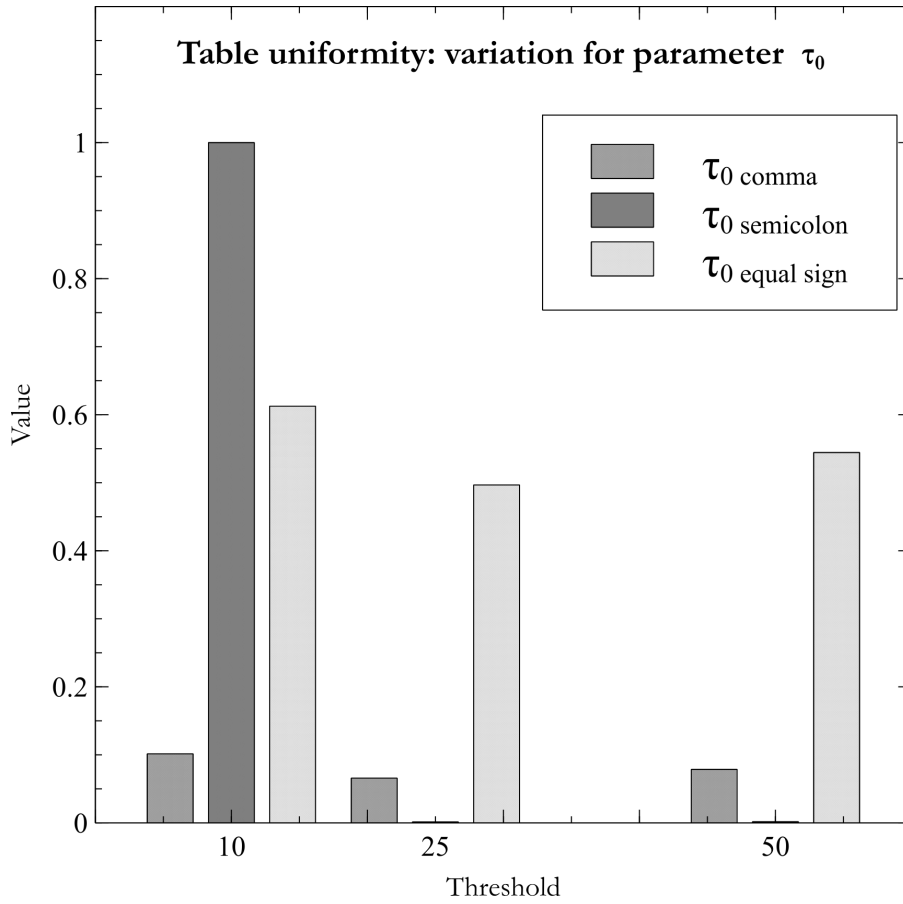 Table uniformity: variation for parameter τ₀
τ₀ comma
τ₀ semicolon
τ₀ equal sign
1
0.8
0.6
0.4
0.2
0
Value
10 25 50
Threshold